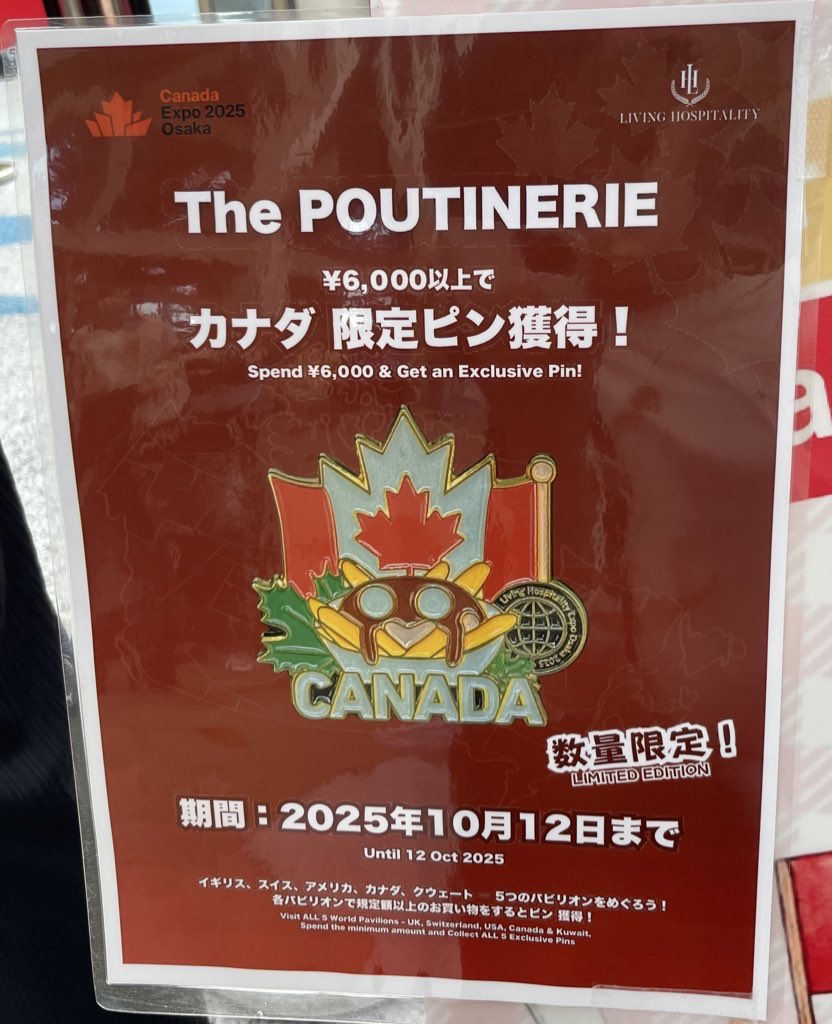 Canada
Expo 2025
Osaka
LIVING HOSPITALITY
The POUTINERIE
¥6,000以上で
カナダ 限定ピン獲得！
Spend ¥6,000 & Get an Exclusive Pin!
Living Hospitality Expo Osaka 2025
CANADA
数量限定！
LIMITED EDITION
期間：2025年10月12日まで
Until 12 Oct 2025
イギリス、スイス、アメリカ、カナダ、クウェート — 5つのパビリオンをめぐろう！
各パビリオンで規定額以上のお買い物をするとピン 獲得！
Visit ALL 5 World Pavilions - UK, Switzerland, USA, Canada & Kuwait,
Spend the minimum amount and Collect ALL 5 Exclusive Pins
a